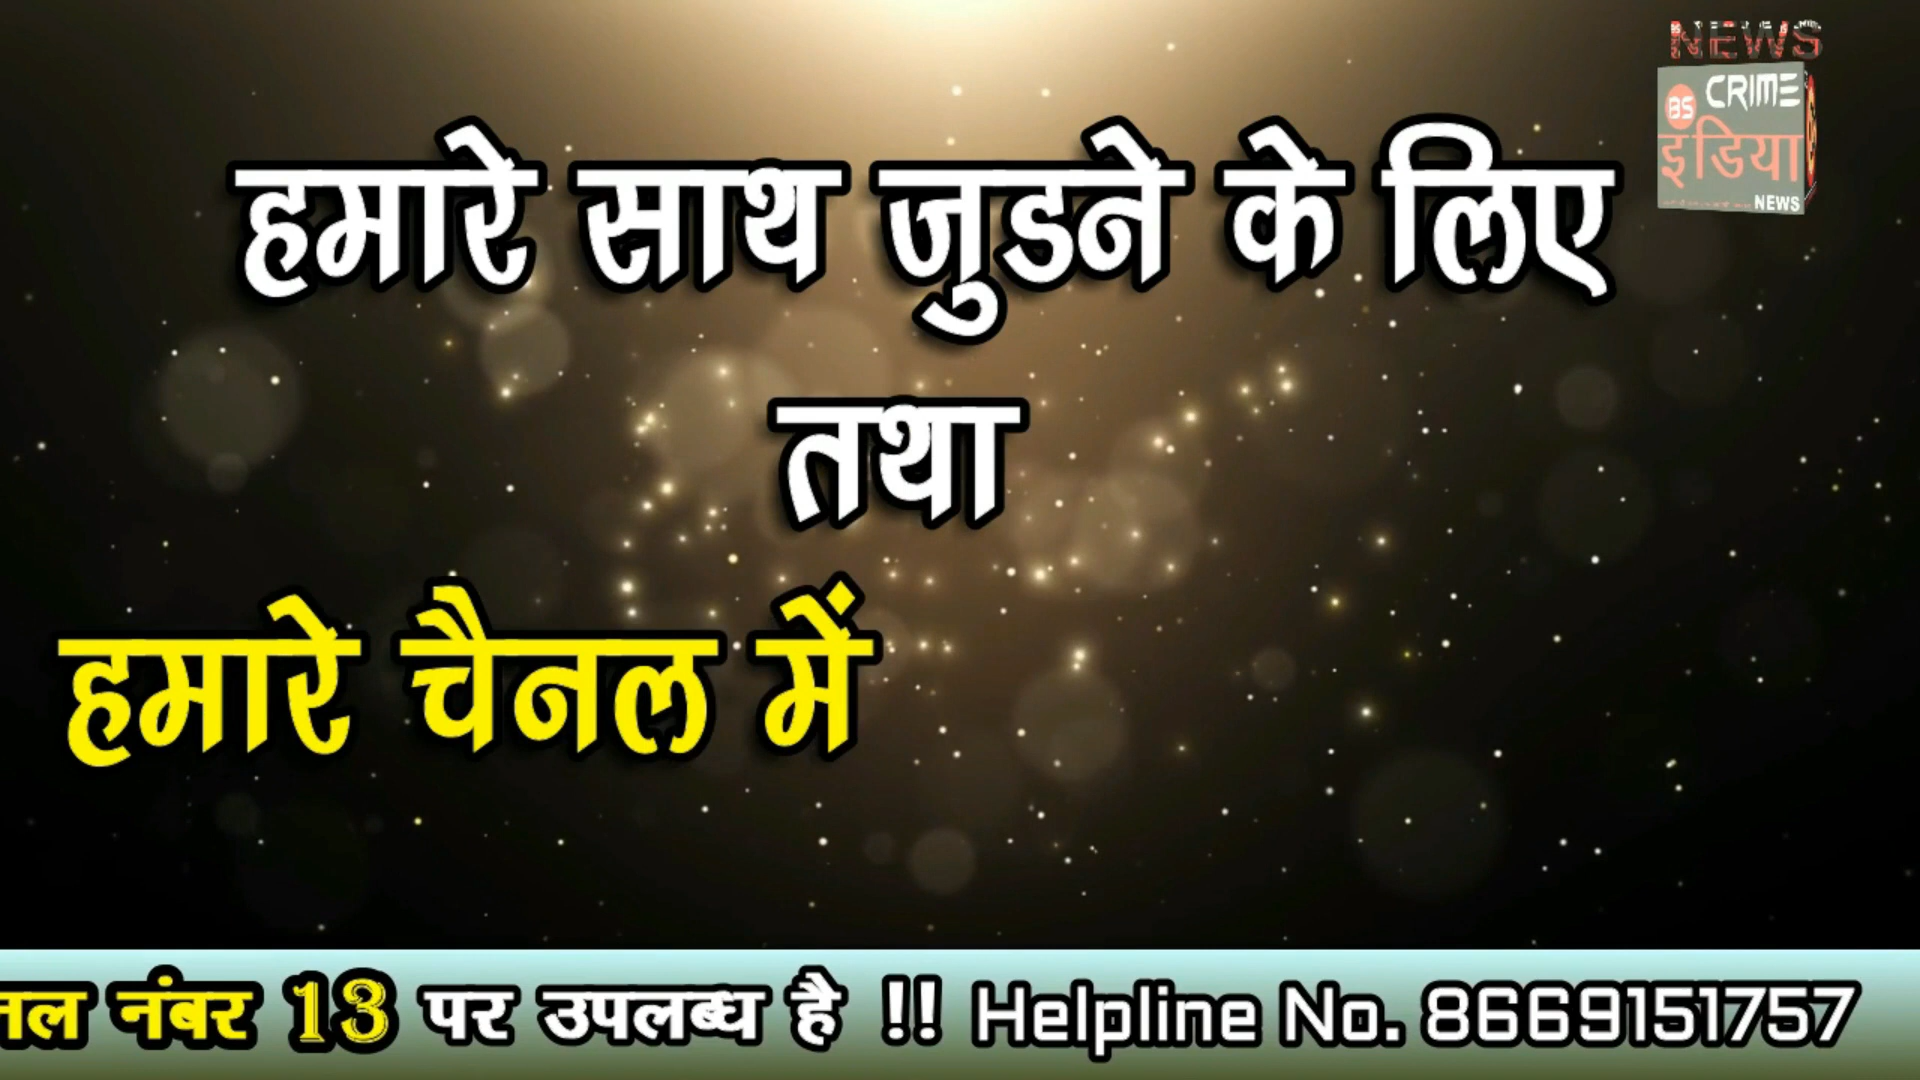 NEWS
BS CRIME
इंडिया
NEWS
हमारे साथ जुडने के लिए
तथा
हमारे चैनल में
नल नंबर 13 पर उपलब्ध है !! Helpline No. 8669151757